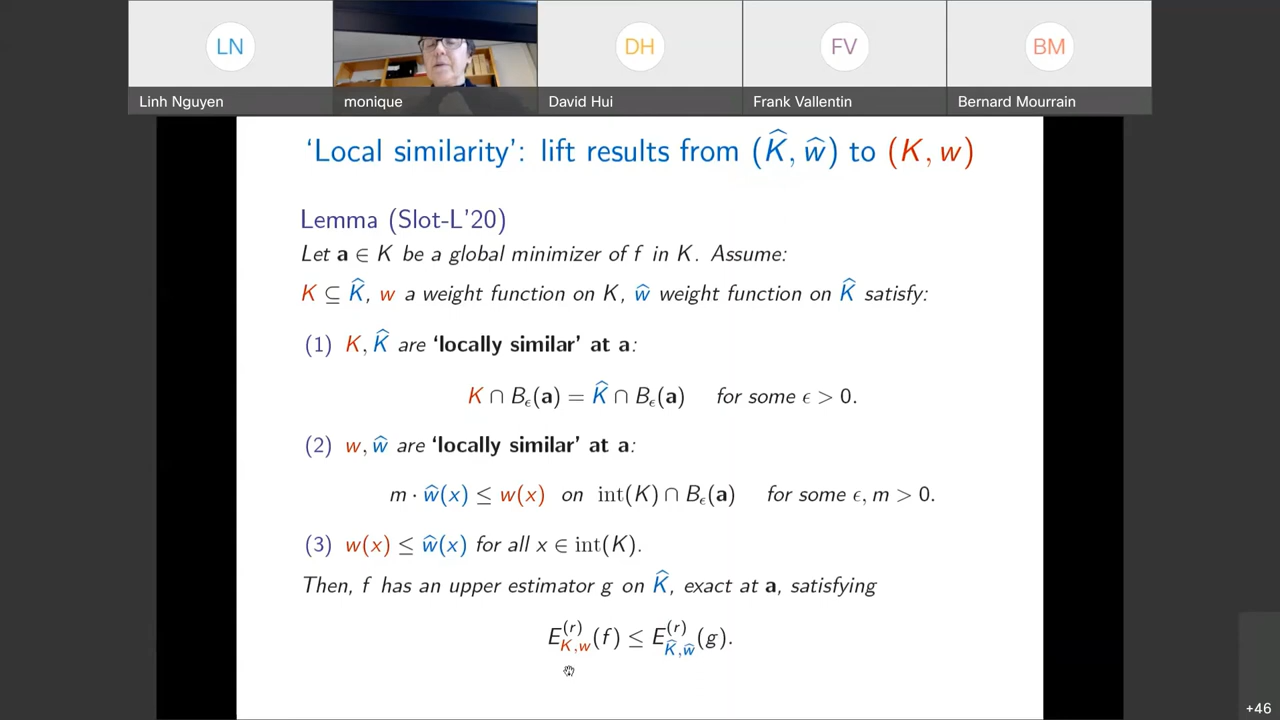 LN
DH
FV
BM
Linh Nguyen
monique
David Hui
Frank Vallentin
Bernard Mourrain
‘Local similarity’: lift results from (K̂, ŵ) to (K, w)
Lemma (Slot-L’20)
Let a ∈ K be a global minimizer of f in K. Assume:
K ⊆ K̂, w a weight function on K, ŵ weight function on K̂ satisfy:
(1) K, K̂ are ‘locally similar’ at a:
K ∩ Bϵ(a) = K̂ ∩ Bϵ(a) for some ϵ > 0.
(2) w, ŵ are ‘locally similar’ at a:
m · ŵ(x) ≤ w(x) on int(K) ∩ Bϵ(a) for some ϵ, m > 0.
(3) w(x) ≤ ŵ(x) for all x ∈ int(K).
Then, f has an upper estimator g on K̂, exact at a, satisfying
E^{(r)}_{K,w}(f) ≤ E^{(r)}_{K̂,ŵ}(g).
+46